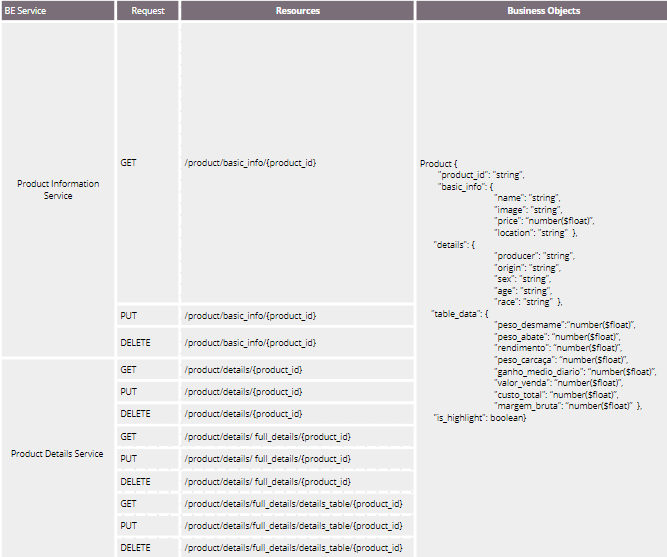 BE Service Request Resources Business Objects
Product Information
Service
GET /product/basic_info/{product_id}
PUT /product/basic_info/{product_id}
DELETE /product/basic_info/{product_id}
Product Details Service
GET /product/details/{product_id}
PUT /product/details/{product_id}
DELETE /product/details/{product_id}
GET /product/details/ full_details/{product_id}
PUT /product/details/ full_details/{product_id}
DELETE /product/details/ full_details/{product_id}
GET /product/details/full_details/details_table/{product_id}
PUT /product/details/full_details/details_table/{product_id}
DELETE /product/details/full_details/details_table/{product_id}
Product {
"product_id": "string",
"basic_info": {
"name": "string",
"image": "string",
"price": "number($float)",
"location": "string" },
"details": {
"producer": "string",
"origin": "string",
"sex": "string",
"age": "string",
"race": "string" },
"table_data": {
"peso_desmame":"number($float)",
"peso_abate": "number($float)",
"rendimento": "number($float)",
"peso_carcaça": "number($float)",
"ganho_medio_diario": "number($float)",
"valor_venda": "number($float)",
"custo_total": "number($float)",
"margem_bruta": "number($float)" },
"is_highlight": boolean}